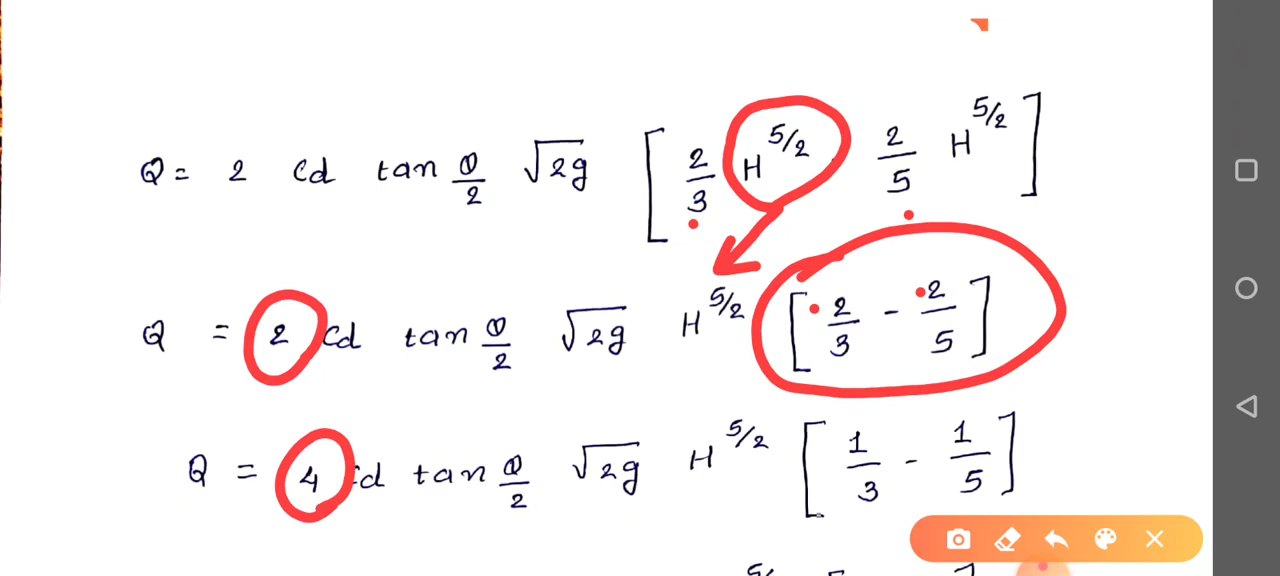 Q = 2 Cd tan θ/2 √2g [ 2/3 H^5/2 2/5 H^5/2 ]
Q = 2 Cd tan θ/2 √2g H^5/2 [ 2/3 - 2/5 ]
Q = 4 Cd tan θ/2 √2g H^5/2 [ 1/3 - 1/5 ]